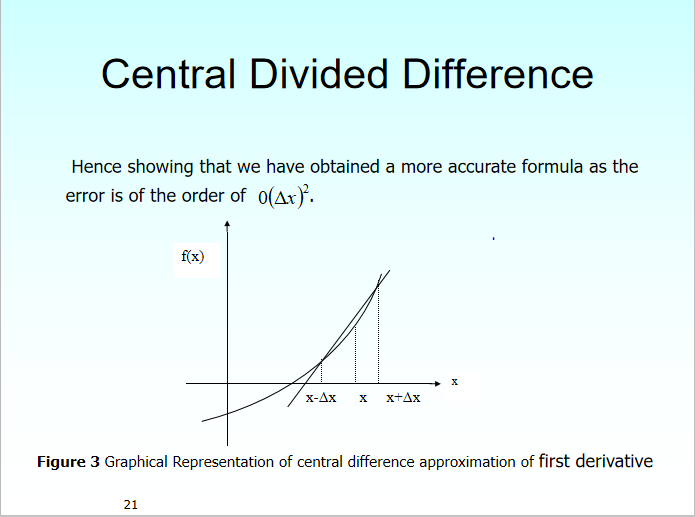 Central Divided Difference
Hence showing that we have obtained a more accurate formula as the
error is of the order of 0(Δx)².
f(x)
x
x-Δx x x+Δx
Figure 3 Graphical Representation of central difference approximation of first derivative
21